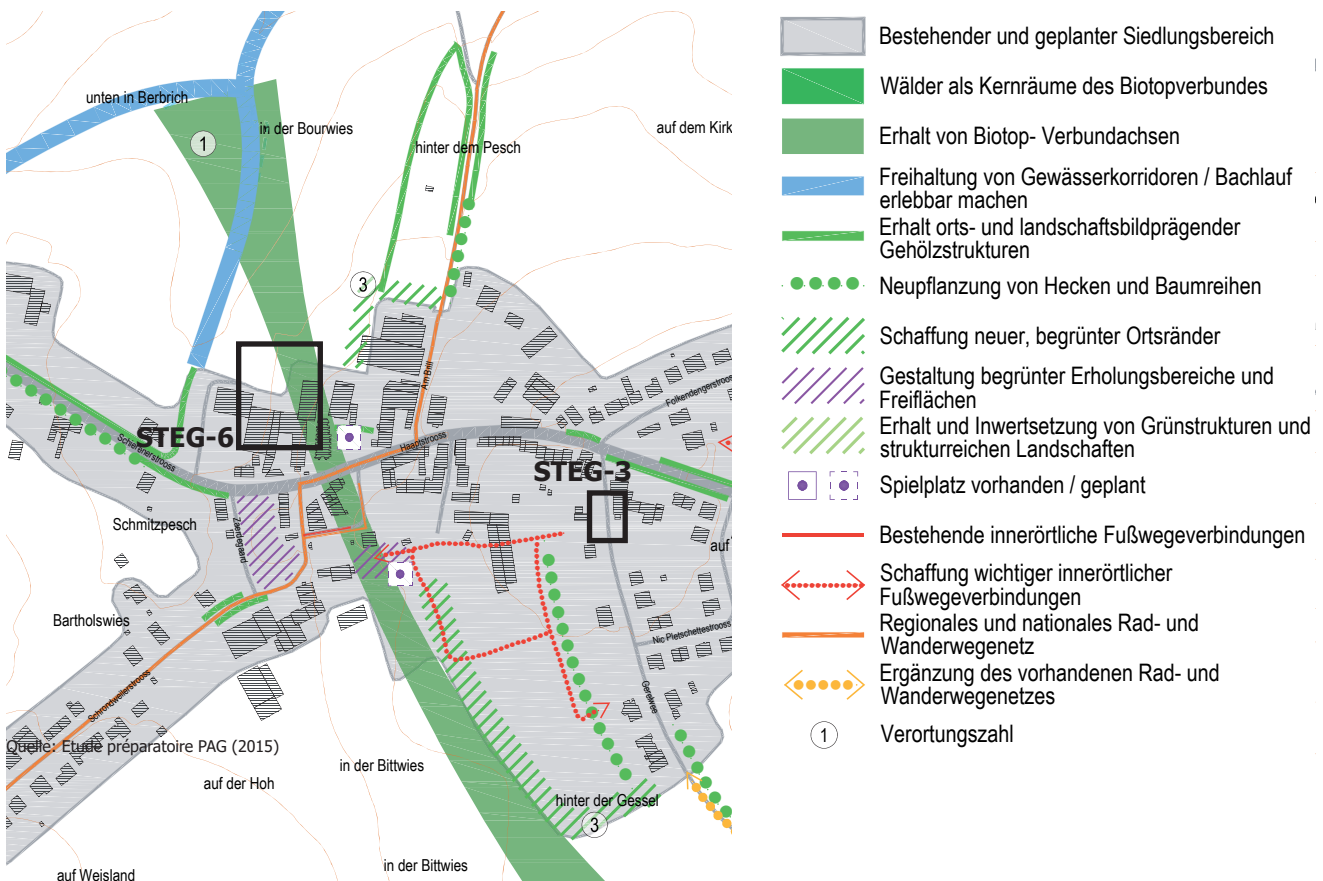 unten in Berbrich
1
in der Bourwies
hinter dem Pesch
auf dem Kirk
3
Am Brill
Folkendengerstrooss
STEG-6
Schierenerstrooss
Hauptstrooss
STEG-3
Schmitzpesch
Zaerdegaard
auf
Bartholswies
Nic Pletschettestrooss
Gerelwee
Schrondweilerstrooss
Quelle: Etude préparatoire PAG (2015)
in der Bittwies
auf der Hoh
hinter der Gessel
3
in der Bittwies
auf Weisland
Bestehender und geplanter Siedlungsbereich
Wälder als Kernräume des Biotopverbundes
Erhalt von Biotop- Verbundachsen
Freihaltung von Gewässerkorridoren / Bachlauf
erlebbar machen
Erhalt orts- und landschaftsbildprägender
Gehölzstrukturen
Neupflanzung von Hecken und Baumreihen
Schaffung neuer, begrünter Ortsränder
Gestaltung begrünter Erholungsbereiche und
Freiflächen
Erhalt und Inwertsetzung von Grünstrukturen und
strukturreichen Landschaften
Spielplatz vorhanden / geplant
Bestehende innerörtliche Fußwegeverbindungen
Schaffung wichtiger innerörtlicher
Fußwegeverbindungen
Regionales und nationales Rad- und
Wanderwegenetz
Ergänzung des vorhandenen Rad- und
Wanderwegenetzes
1
Verortungszahl